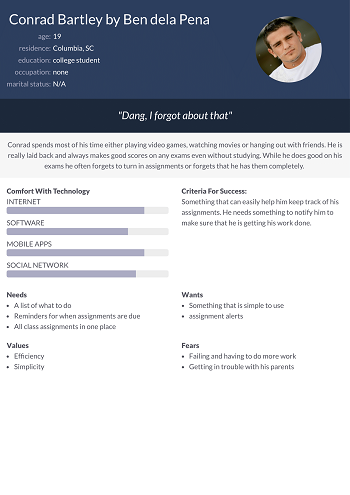 Conrad Bartley by Ben dela Pena
age: 19
residence: Columbia, SC
education: college student
occupation: none
marital status: N/A
"Dang, I forgot about that"
Conrad spends most of his time either playing video games, watching movies or hanging out with friends. He is
really laid back and always makes good scores on any exams even without studying. While he does good on his
exams he often forgets to turn in assignments or forgets that he has them completely.
Comfort With Technology
INTERNET
SOFTWARE
MOBILE APPS
SOCIAL NETWORK
Criteria For Success:
Something that can easily help him keep track of his
assignments. He needs something to notify him to
make sure that he is getting his work done.
Needs
A list of what to do
Reminders for when assignments are due
All class assignments in one place
Wants
Something that is simple to use
assignment alerts
Values
Efficiency
Simplicity
Fears
Failing and having to do more work
Getting in trouble with his parents